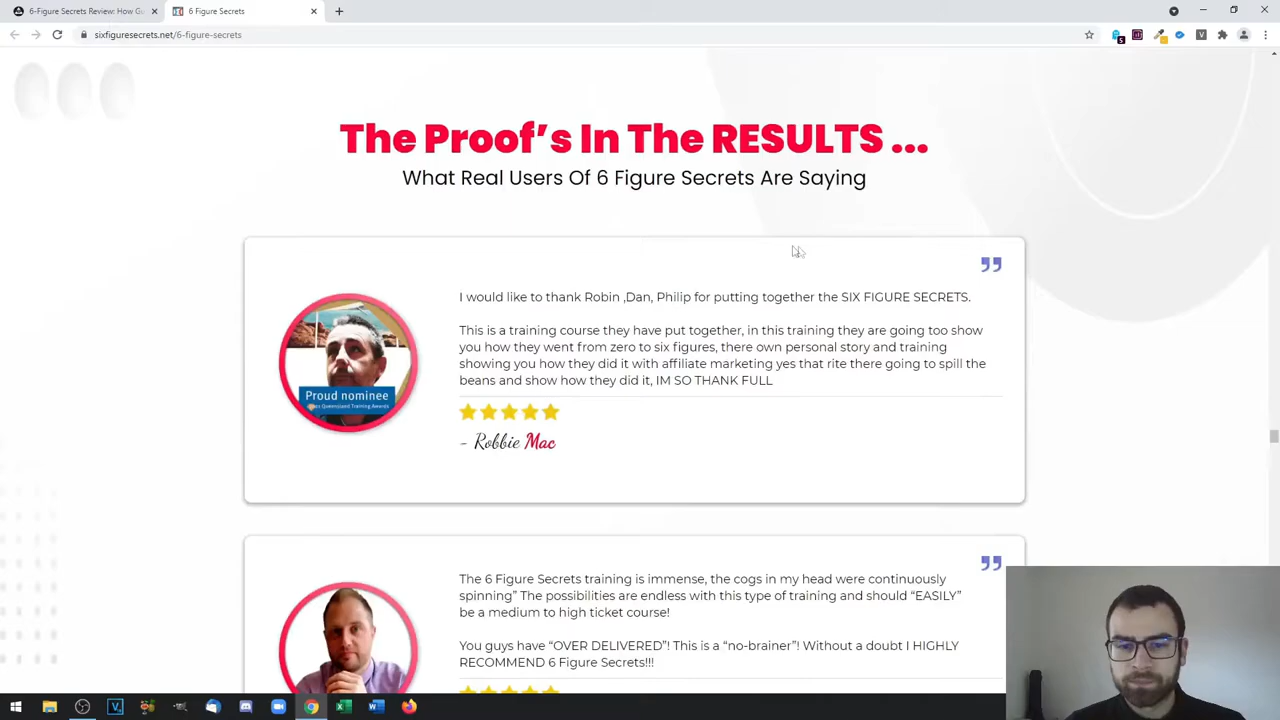 6-Figure Secrets Review: How Gu
6 Figure Secrets
sixfiguresecrets.net/6-figure-secrets
The Proof's In The RESULTS ...
What Real Users Of 6 Figure Secrets Are Saying
I would like to thank Robin ,Dan, Philip for putting together the SIX FIGURE SECRETS.
This is a training course they have put together, in this training they are going too show
you how they went from zero to six figures, there own personal story and training
showing you how they did it with affiliate marketing yes that rite there going to spill the
beans and show how they did it, IM SO THANK FULL
Proud nominee
Queensland Training Awards
- Robbie Mac
The 6 Figure Secrets training is immense, the cogs in my head were continuously
spinning” The possibilities are endless with this type of training and should “EASILY”
be a medium to high ticket course!
You guys have “OVER DELIVERED”! This is a “no-brainer”! Without a doubt I HIGHLY
RECOMMEND 6 Figure Secrets!!!